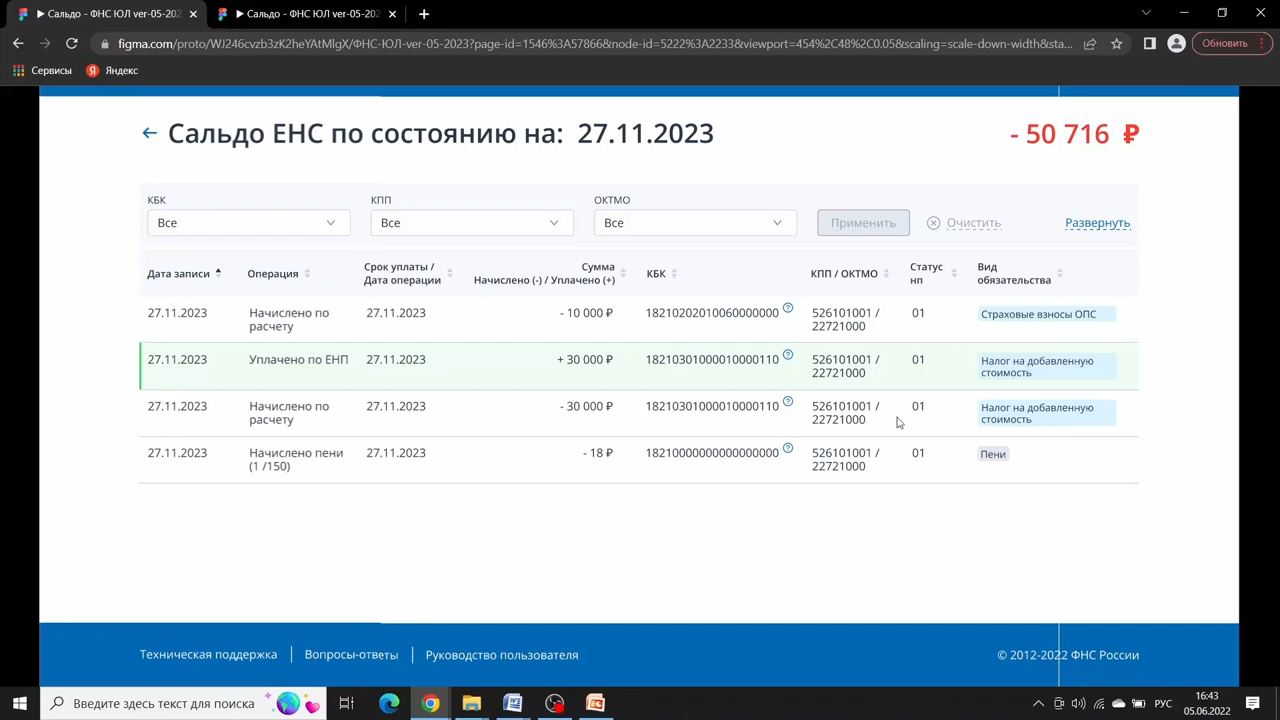 Сальдо - ФНС ЮЛ ver-05-202
Сальдо - ФНС ЮЛ ver-05-202
figma.com/proto/WJ246cvzb3zK2heYAtMlgX/ФНС-ЮЛ-ver-05-2023?page-id=1546%3A57866&node-id=5222%3A2233&viewport=454%2C48%2C0.05&scaling=scale-down-width&sta...
Обновить
Сервисы Яндекс
Сальдо ЕНС по состоянию на: 27.11.2023 - 50 716 ₽
КБК КПП ОКТМО
Все Все Все Применить Очистить Развернуть
Дата записи Операция Срок уплаты / Дата операции Сумма Начислено (-) / Уплачено (+) КБК КПП / ОКТМО Статус нп Вид обязательства
27.11.2023 Начислено по расчету 27.11.2023 - 10 000 ₽ 18210202010060000000 526101001 / 22721000 01 Страховые взносы ОПС
27.11.2023 Уплачено по ЕНП 27.11.2023 + 30 000 ₽ 18210301000010000110 526101001 / 22721000 01 Налог на добавленную стоимость
27.11.2023 Начислено по расчету 27.11.2023 - 30 000 ₽ 18210301000010000110 526101001 / 22721000 01 Налог на добавленную стоимость
27.11.2023 Начислено пени (1 /150) 27.11.2023 - 18 ₽ 18210000000000000000 526101001 / 22721000 01 Пени
Техническая поддержка Вопросы-ответы Руководство пользователя © 2012-2022 ФНС России
Введите здесь текст для поиска РУС 16:43
05.06.2022